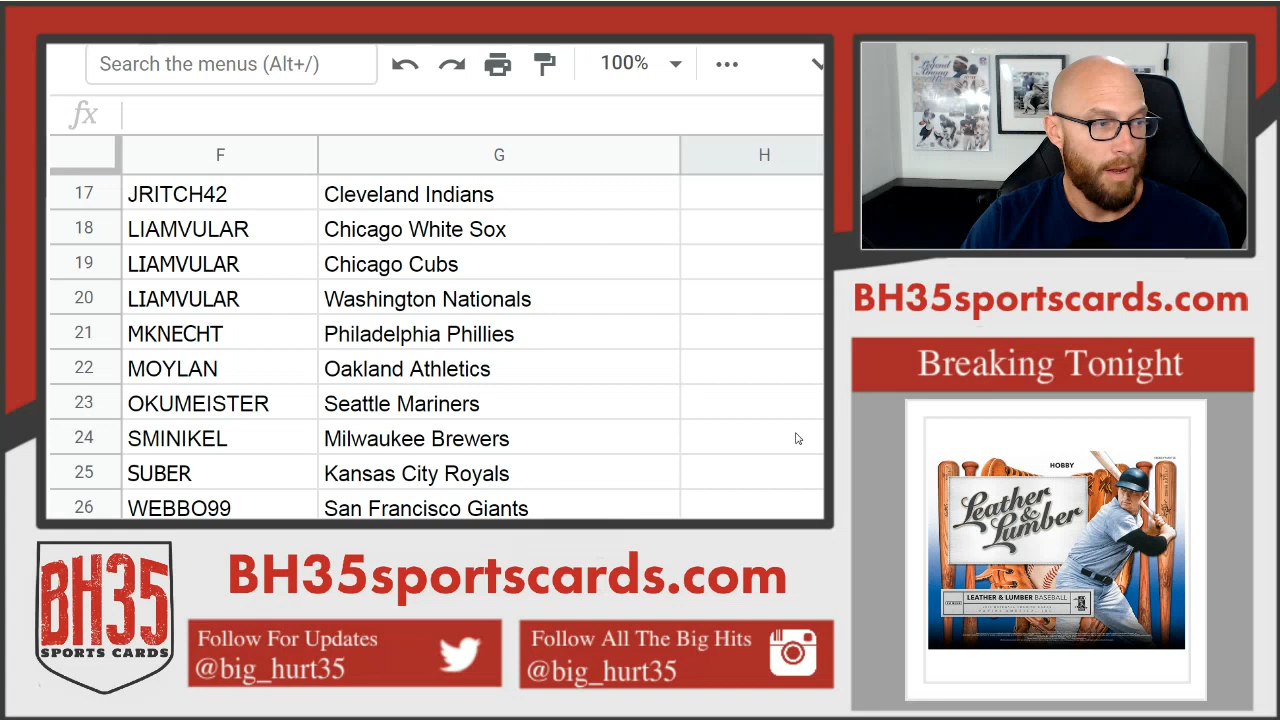 Search the menus (Alt+/)
100%
fx
F G H
17 JRITCH42 Cleveland Indians
18 LIAMVULAR Chicago White Sox
19 LIAMVULAR Chicago Cubs
20 LIAMVULAR Washington Nationals
21 MKNECHT Philadelphia Phillies
22 MOYLAN Oakland Athletics
23 OKUMEISTER Seattle Mariners
24 SMINIKEL Milwaukee Brewers
25 SUBER Kansas City Royals
26 WEBBO99 San Francisco Giants
BH35sportscards.com
Breaking Tonight
HOBBY
Leather
&
Lumber
LEATHER & LUMBER BASEBALL
BH35
SPORTS CARDS
BH35sportscards.com
Follow For Updates
@big_hurt35
Follow All The Big Hits
@big_hurt35